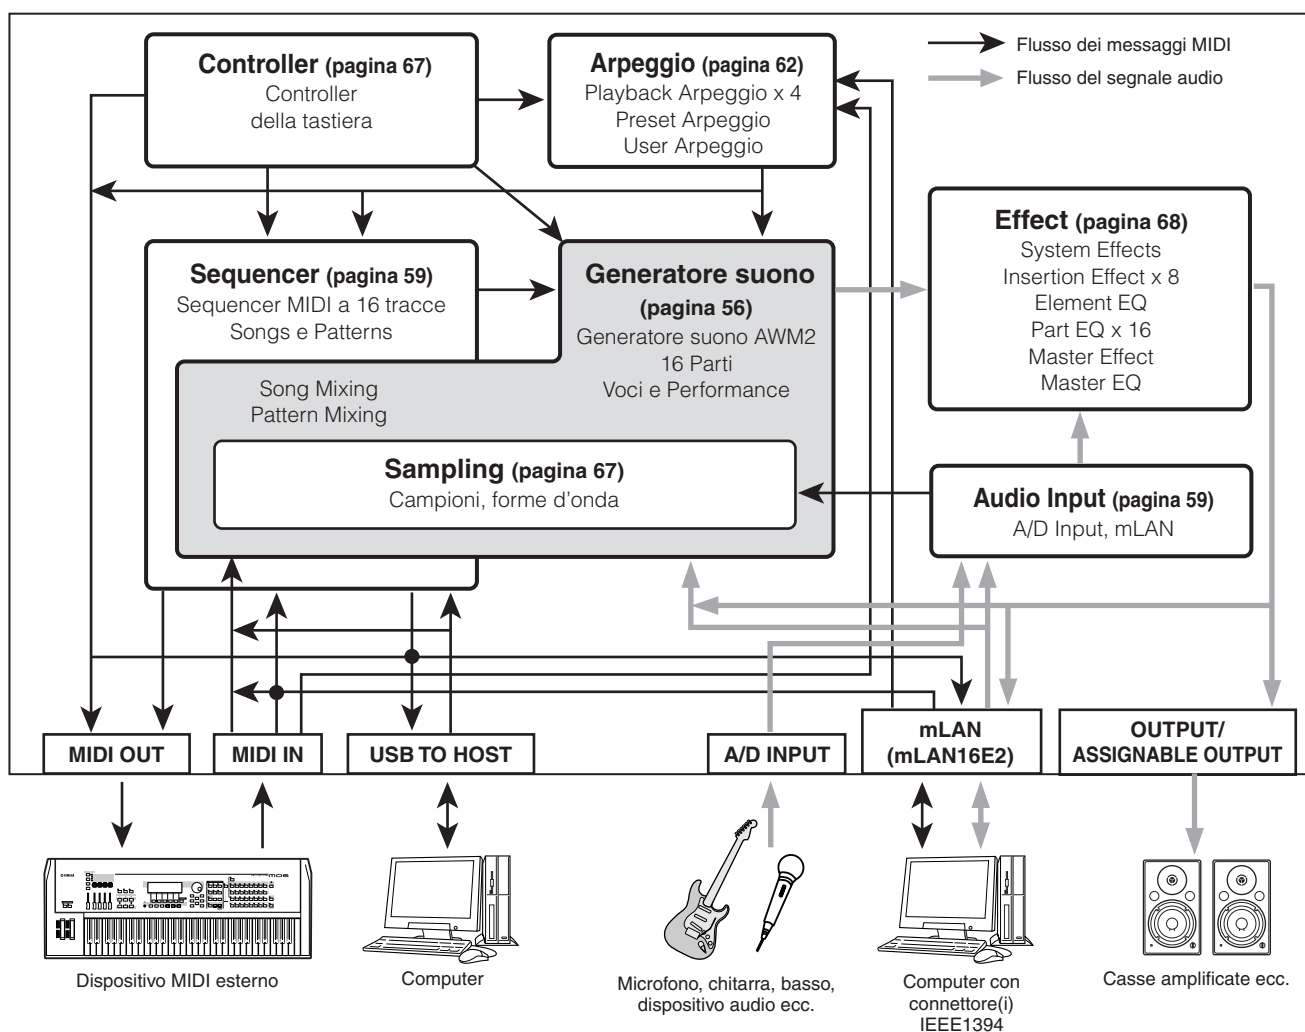 Controller (pagina 67)
Controller
della tastiera
Arpeggio (pagina 62)
Playback Arpeggio x 4
Preset Arpeggio
User Arpeggio
Flusso dei messaggi MIDI
Flusso del segnale audio
Sequencer (pagina 59)
Sequencer MIDI a 16 tracce
Songs e Patterns
Generatore suono
(pagina 56)
Generatore suono AWM2
16 Parti
Voci e Performance
Effect (pagina 68)
System Effects
Insertion Effect x 8
Element EQ
Part EQ x 16
Master Effect
Master EQ
Song Mixing
Pattern Mixing
Sampling (pagina 67)
Campioni, forme d'onda
Audio Input (pagina 59)
A/D Input, mLAN
MIDI OUT
MIDI IN
USB TO HOST
A/D INPUT
mLAN
(mLAN16E2)
OUTPUT/
ASSIGNABLE OUTPUT
Dispositivo MIDI esterno
Computer
Microfono, chitarra, basso,
dispositivo audio ecc.
Computer con
connettore(i)
IEEE1394
Casse amplificate ecc.